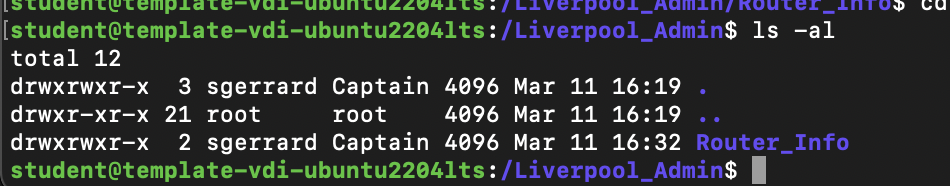 student@template-vdi-ubuntu2204lts:/Liverpool_Admin/Router_Info$ cd
student@template-vdi-ubuntu2204lts:/Liverpool_Admin$ ls -al
total 12
drwxrwxr-x  3 sgerrard Captain 4096 Mar 11 16:19 .
drwxr-xr-x 21 root     root    4096 Mar 11 16:19 ..
drwxrwxr-x  2 sgerrard Captain 4096 Mar 11 16:32 Router_Info
student@template-vdi-ubuntu2204lts:/Liverpool_Admin$